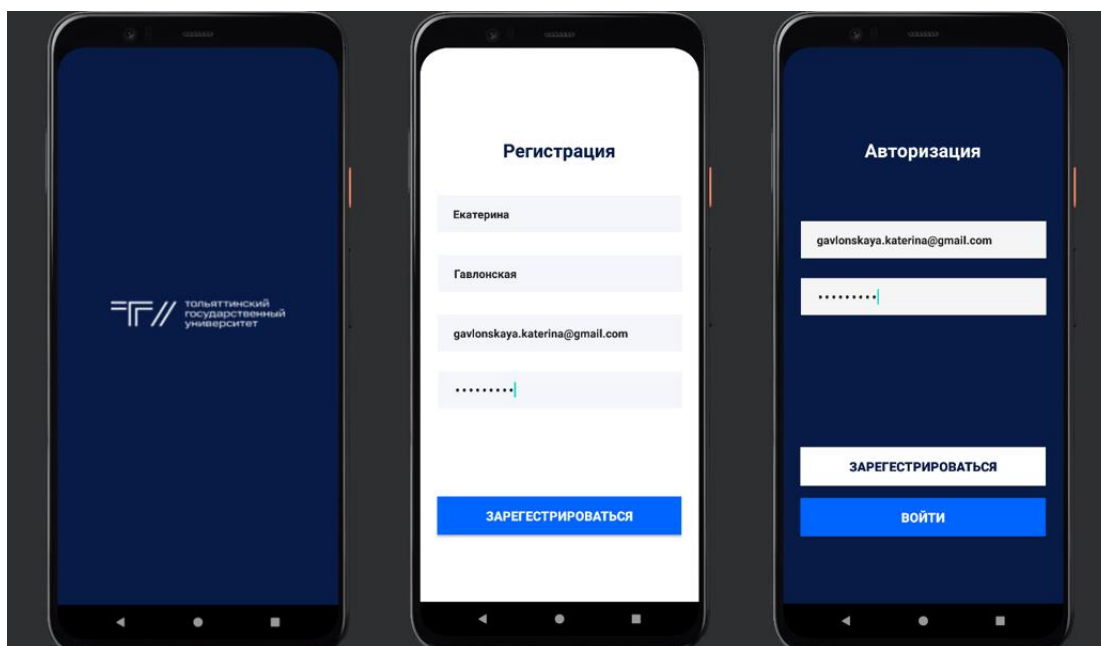 тольяттинский
государственный
университет
Регистрация
Екатерина
Гавлонская
gavlonskaya.katerina@gmail.com
•••••••••
ЗАРЕГЕСТРИРОВАТЬСЯ
Авторизация
gavlonskaya.katerina@gmail.com
•••••••••
ЗАРЕГЕСТРИРОВАТЬСЯ
ВОЙТИ